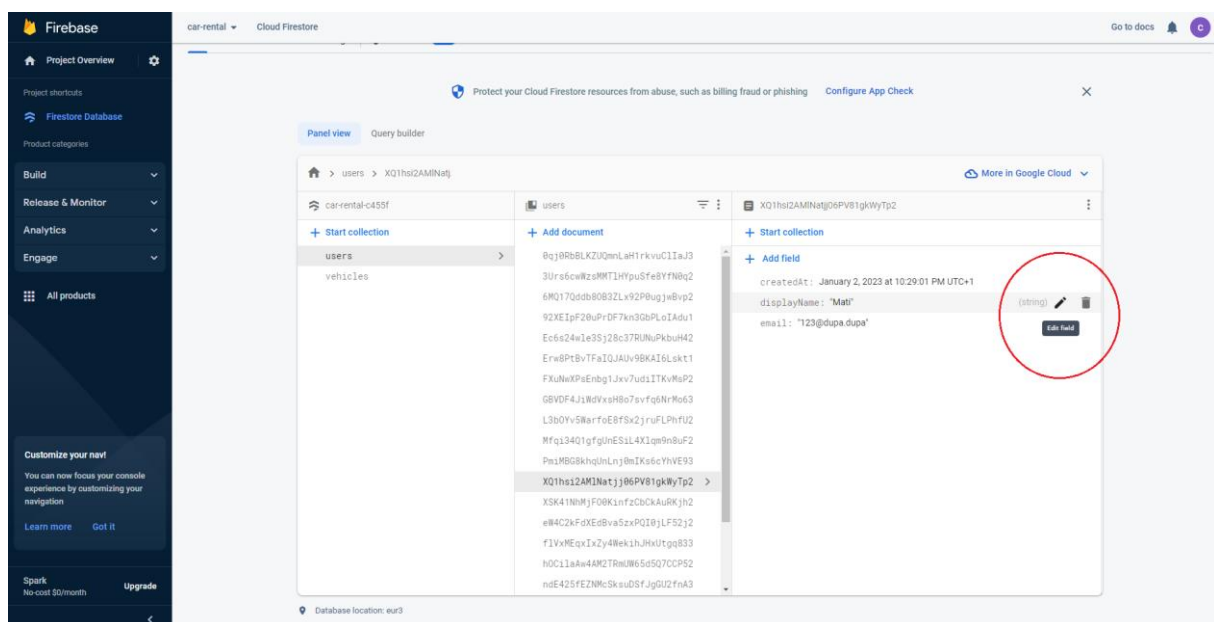 Firebase
car-rental
Cloud Firestore
Go to docs
C
Project Overview
Project shortcuts
Firestore Database
Product categories
Build
Release & Monitor
Analytics
Engage
All products
Customize your nav!
You can now focus your console
experience by customizing your
navigation
Learn more Got it
Spark
No-cost $0/month
Upgrade
Protect your Cloud Firestore resources from abuse, such as billing fraud or phishing Configure App Check
Panel view Query builder
> users > XQ1hsi2AMlNatj.
More in Google Cloud
car-rental-c455f
+ Start collection
users
vehicles
users
+ Add document
0qj0RbBLKZUQmnLaH1rkvuClIaJ3
3Urs6cwWzsMMTlHYpuSfe8YfN0q2
6MQ17Qddb80B3ZLx92P0ugjwBvp2
92XEIpF20uPrDF7kn3GbPLoIAdu1
Ec6s24wle3Sj28c37RUNuPkbuH42
Erw8PtBvTFaIQJAUv9BKAI6Lskt1
FXuNwXPsEnbg1Jxv7udiITKvMsP2
GBVDF4JiWdVxsH8o7svfq6NrMo63
L3bOYv5WarfoE8fSx2jruFLPhfU2
Mfqi34Q1gfgUnESiL4Xlqm9n8uF2
PmiMBG8khqUnLnj0mIKs6cYhVE93
XQ1hsi2AMlNatjj06PV81gkWyTp2
XSK41NhMjFO0KinfzCbCkAuRKjh2
eW4C2kFdXEdBva5zxPQI0jLF52j2
flVxMEqxIxZy4WekihJHxUtgq833
hOCilaAw4AM2TRmUW65d5Q7CCP52
ndE425fEZNMcSksuDSfJgGU2fnA3
XQ1hsi2AMlNatjj06PV81gkWyTp2
+ Start collection
+ Add field
createdAt: January 2, 2023 at 10:29:01 PM UTC+1
displayName: "Mati"
(string)
email: "123@dupa.dupa"
Edit field
Database location: eur3